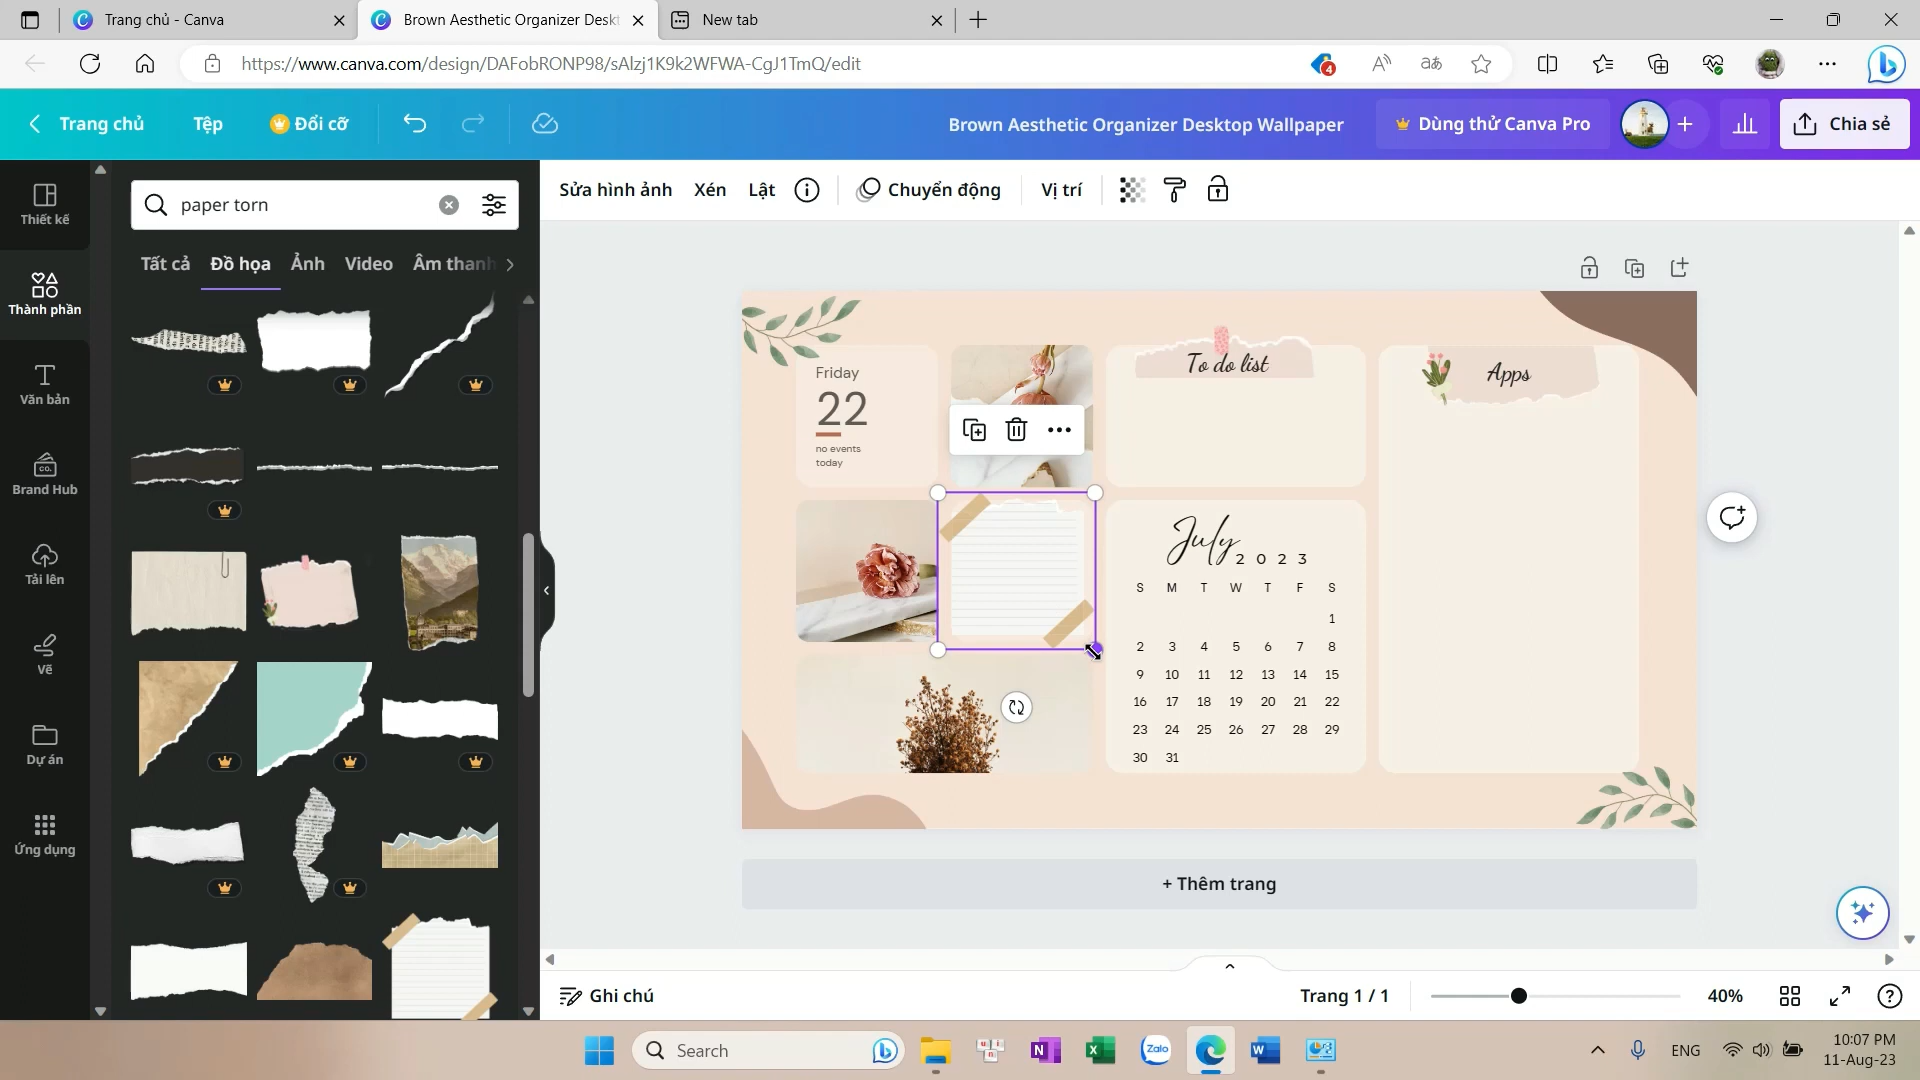 Trang chủ - Canva
Brown Aesthetic Organizer Deskt
New tab
https://www.canva.com/design/DAFobRONP98/sAlzj1K9k2WFWA-CgJ1TmQ/edit
4
Trang chủ
Tệp
Đổi cỡ
Brown Aesthetic Organizer Desktop Wallpaper
Dùng thử Canva Pro
Chia sẻ
Thiết kế
Thành phần
Văn bản
Brand Hub
Tải lên
Vẽ
Dự án
Ứng dụng
paper torn
Tất cả
Đồ họa
Ảnh
Video
Âm thanh
Sửa hình ảnh
Xén
Lật
Chuyển động
Vị trí
Friday
22
no events
today
To do list
Apps
July
2 0 2 3
S M T W T F S
1
2 3 4 5 6 7 8
9 10 11 12 13 14 15
16 17 18 19 20 21 22
23 24 25 26 27 28 29
30 31
+ Thêm trang
Ghi chú
Trang 1 / 1
40%
Search
Zalo
ENG
10:07 PM
11-Aug-23